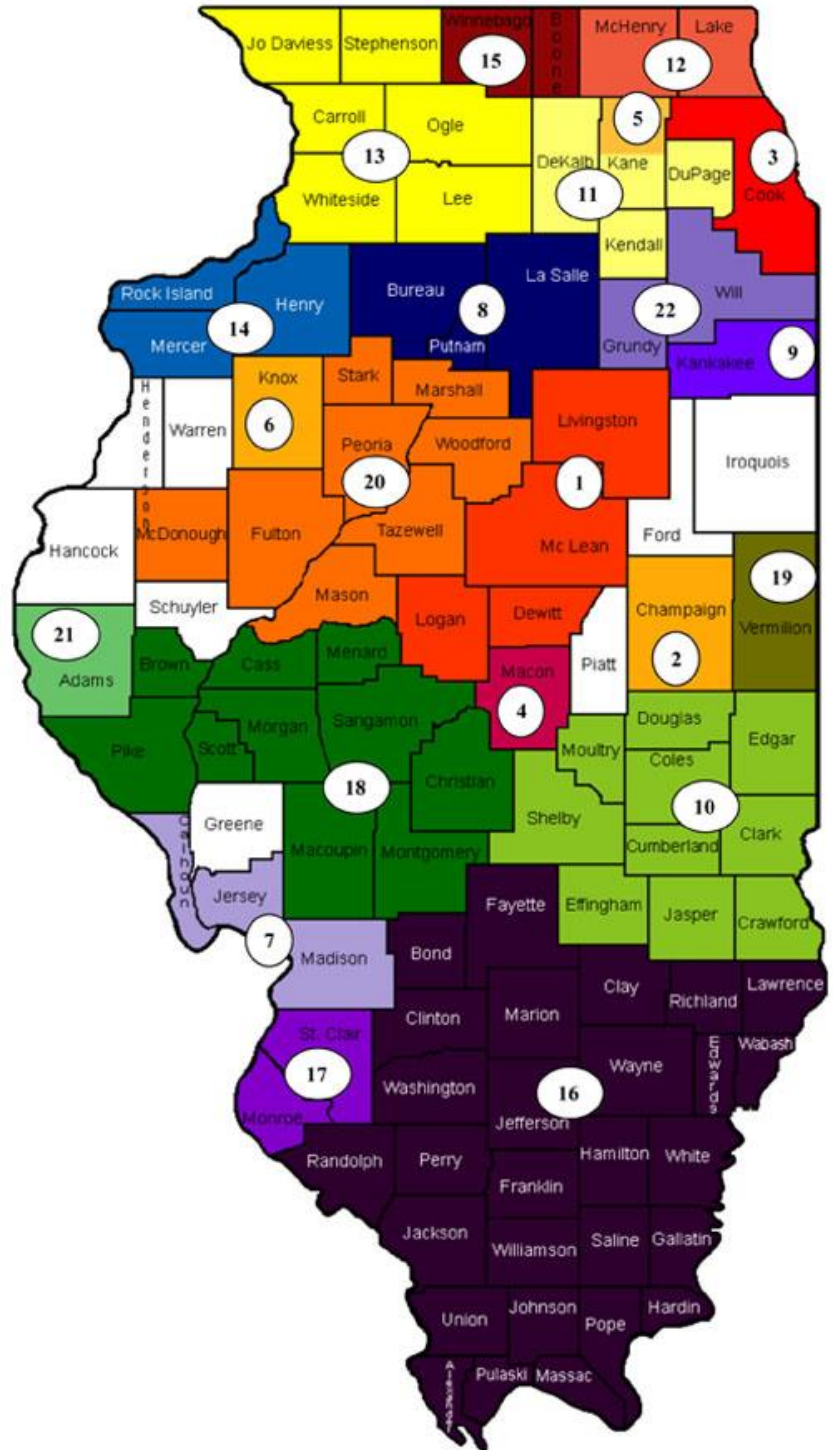 Jo Daviess
Stephenson
Winnebago
Boone
McHenry
Lake
15
12
Carroll
Ogle
5
3
13
DeKalb
Kane
DuPage
Cook
11
Whiteside
Lee
Kendall
Rock Island
Henry
Bureau
La Salle
Will
14
8
22
Mercer
Putnam
Grundy
Kankakee
9
Henderson
Warren
Knox
Stark
Marshall
6
Peoria
Woodford
Livingston
Iroquois
20
1
Hancock
McDonough
Fulton
Tazewell
Mc Lean
Ford
19
Schuyler
Mason
Logan
Dewitt
Champaign
Vermilion
21
Adams
Brown
Cass
Menard
Macon
Piatt
2
4
Pike
Scott
Morgan
Sangamon
Christian
Moultry
Douglas
Coles
Edgar
18
10
Calhoun
Greene
Macoupin
Montgomery
Shelby
Cumberland
Clark
Jersey
Fayette
Effingham
Jasper
Crawford
7
Madison
Bond
Clay
Richland
Lawrence
Clinton
Marion
St. Clair
Edwards
Wabash
17
Washington
Wayne
16
Monroe
Jefferson
Randolph
Perry
Hamilton
White
Franklin
Jackson
Williamson
Saline
Gallatin
Union
Johnson
Pope
Hardin
Alexander
Pulaski
Massac